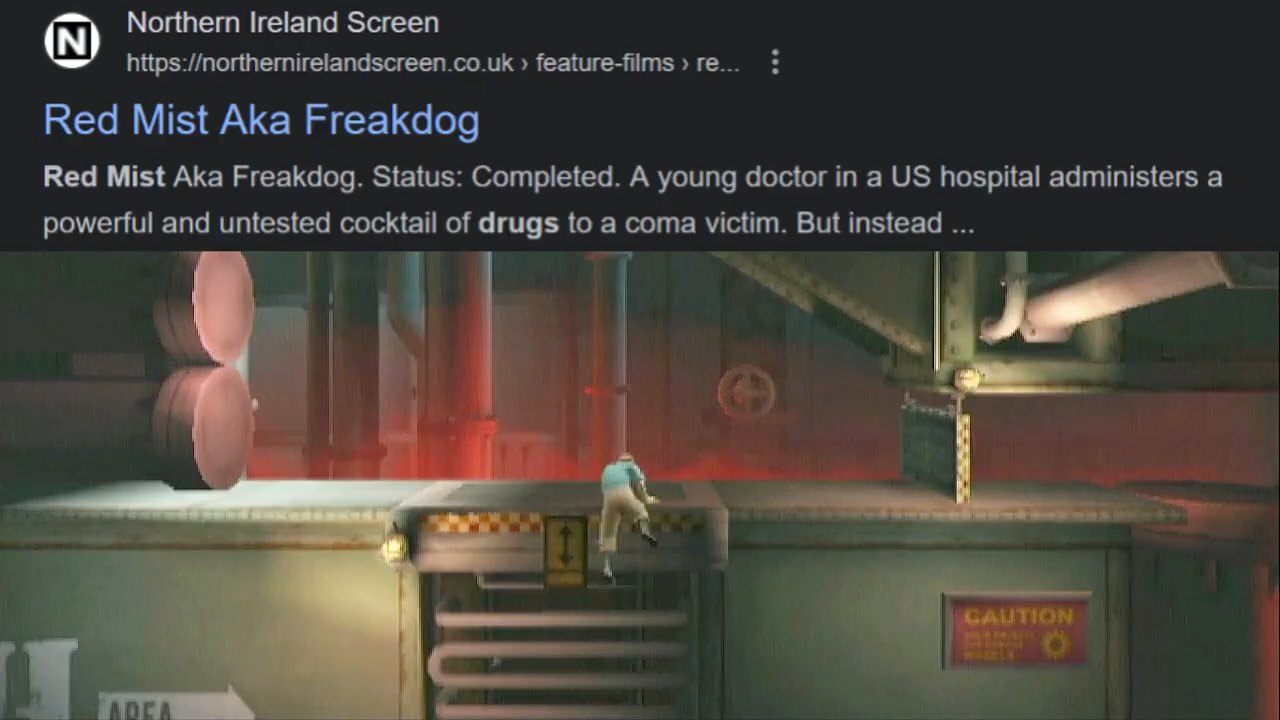 N
Northern Ireland Screen
https://northernirelandscreen.co.uk › feature-films › re...
Red Mist Aka Freakdog
Red Mist Aka Freakdog. Status: Completed. A young doctor in a US hospital administers a
powerful and untested cocktail of drugs to a coma victim. But instead ...
CAUTION
WHEELS
H
AREA